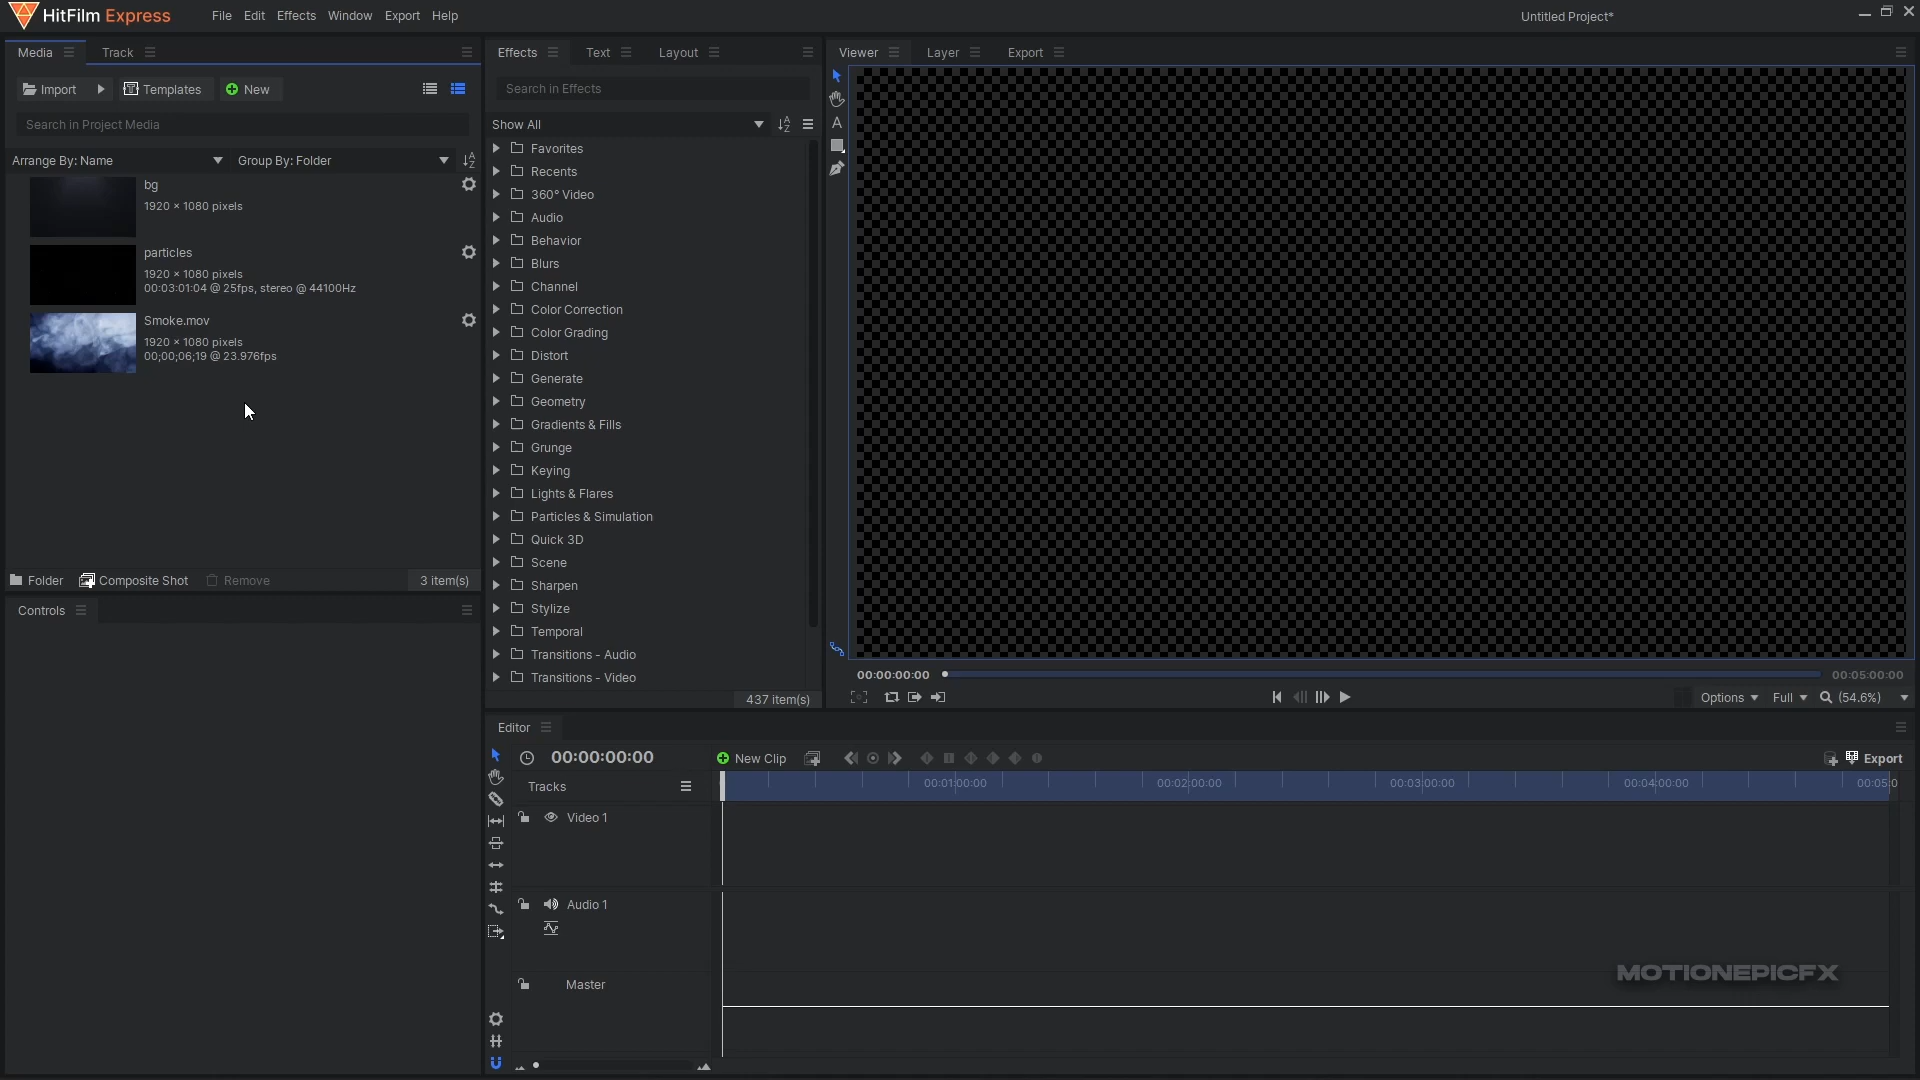 HitFilm Express
File Edit Effects Window Export Help
Untitled Project*
Media
Track
Import
Templates
New
Search in Project Media
Arrange By: Name
Group By: Folder
bg
1920 × 1080 pixels
particles
1920 × 1080 pixels
00:03:01:04 @ 25fps, stereo @ 44100Hz
Smoke.mov
1920 × 1080 pixels
00;00;06;19 @ 23.976fps
Folder
Composite Shot
Remove
3 item(s)
Controls
Effects
Text
Layout
Search in Effects
Show All
Favorites
Recents
360° Video
Audio
Behavior
Blurs
Channel
Color Correction
Color Grading
Distort
Generate
Geometry
Gradients & Fills
Grunge
Keying
Lights & Flares
Particles & Simulation
Quick 3D
Scene
Sharpen
Stylize
Temporal
Transitions - Audio
Transitions - Video
437 item(s)
Viewer
Layer
Export
A
00:00:00:00
00:05:00:00
Options
Full
(54.6%)
Editor
00:00:00:00
New Clip
Export
Tracks
00:01:00:00
00:02:00:00
00:03:00:00
00:04:00:00
00:05:0
Video 1
Audio 1
Master
MOTIONEPICFX